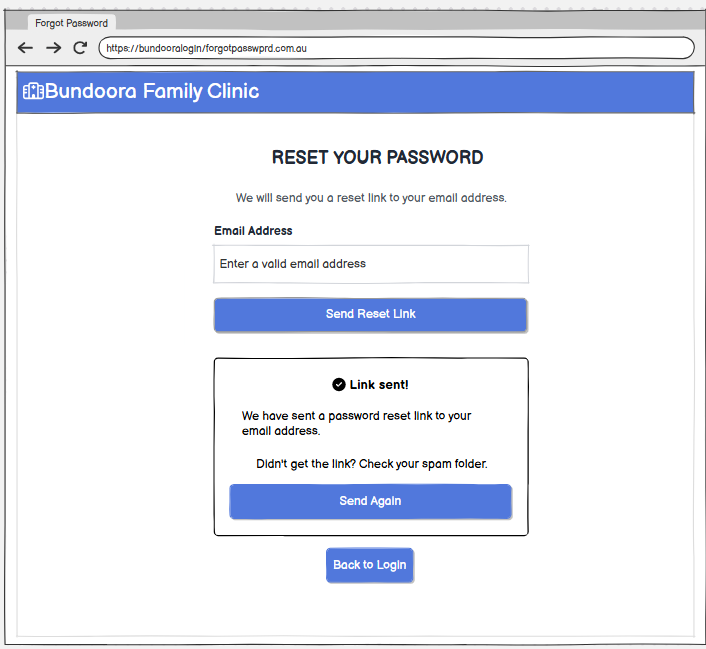 Forgot Password
https://bundooralogin/forgotpasswprd.com.au
Bundoora Family Clinic
RESET YOUR PASSWORD
We will send you a reset link to your email address.
Email Address
Enter a valid email address
Send Reset Link
Link sent!
We have sent a password reset link to your
email address.
Didn't get the link? Check your spam folder.
Send Again
Back to Login